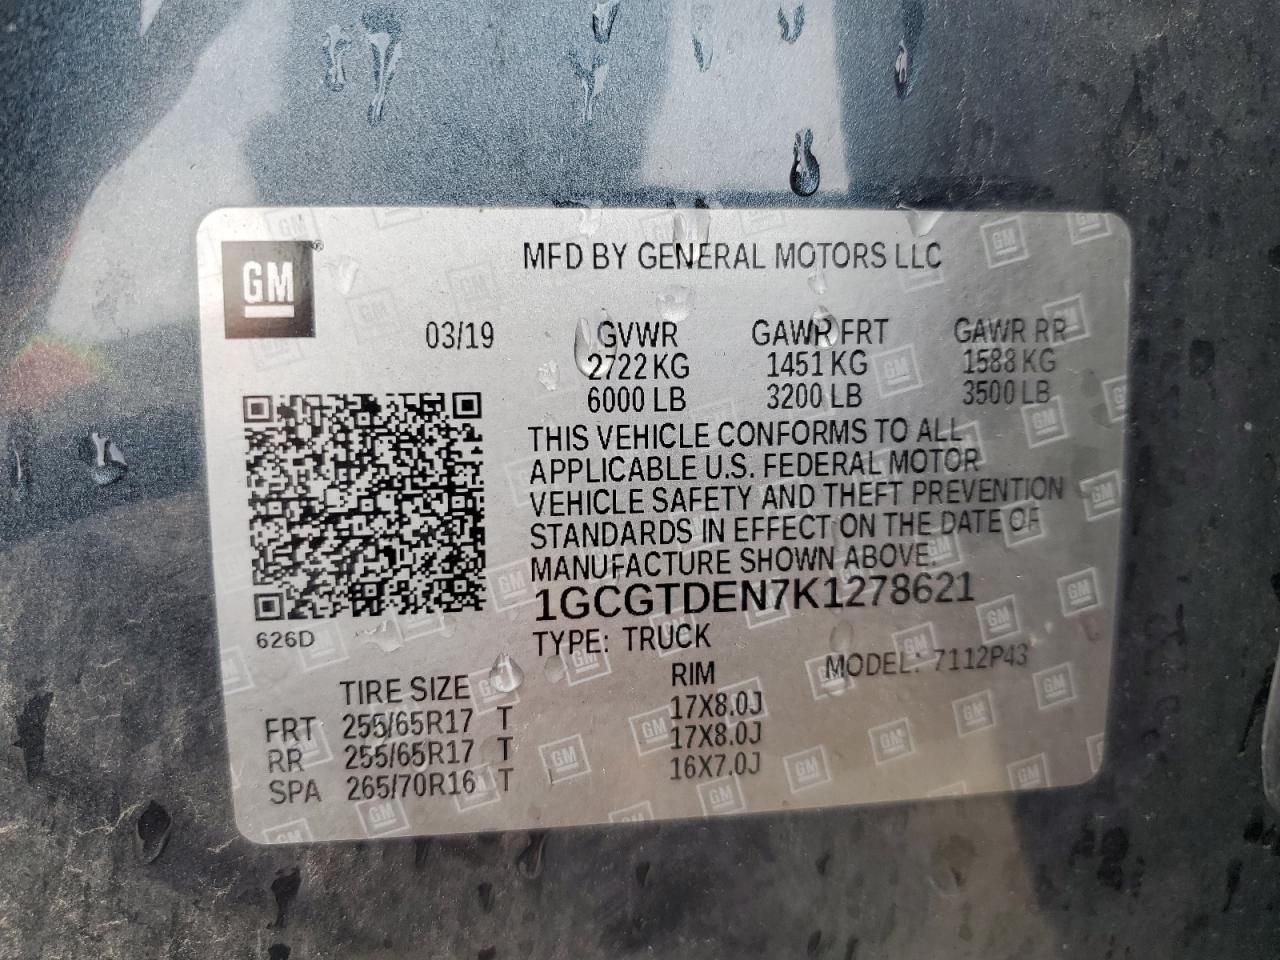 GM
MFD BY GENERAL MOTORS LLC
03/19 GVWR GAWR FRT GAWR RR
2722 KG 1451 KG 1588 KG
6000 LB 3200 LB 3500 LB
THIS VEHICLE CONFORMS TO ALL
APPLICABLE U.S. FEDERAL MOTOR
VEHICLE SAFETY AND THEFT PREVENTION
STANDARDS IN EFFECT ON THE DATE OF
MANUFACTURE SHOWN ABOVE.
1GCGTDEN7K1278621
626D
TYPE: TRUCK
MODEL: 7112P43
TIRE SIZE RIM
FRT 255/65R17 T 17X8.0J
RR 255/65R17 T 17X8.0J
SPA 265/70R16 T 16X7.0J